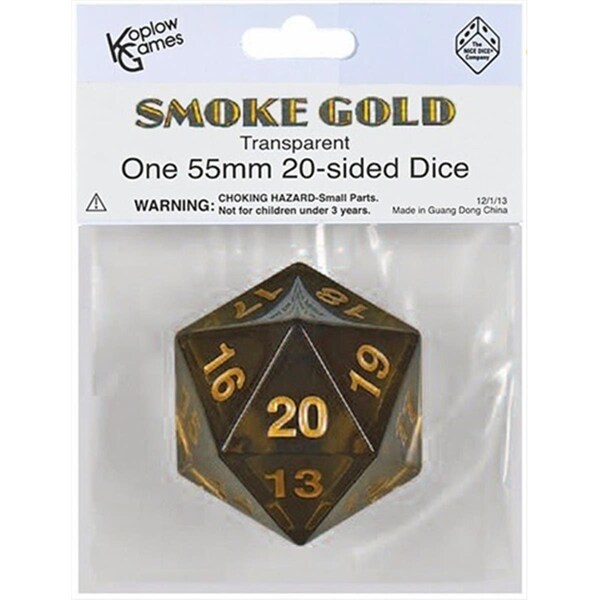 Koplow
Games
The
NICE DICE®
Company
SMOKE GOLD
Transparent
One 55mm 20-sided Dice
WARNING: CHOKING HAZARD-Small Parts.
Not for children under 3 years.
12/1/13
Made in Guang Dong China
17 18
16 19
20
11
13